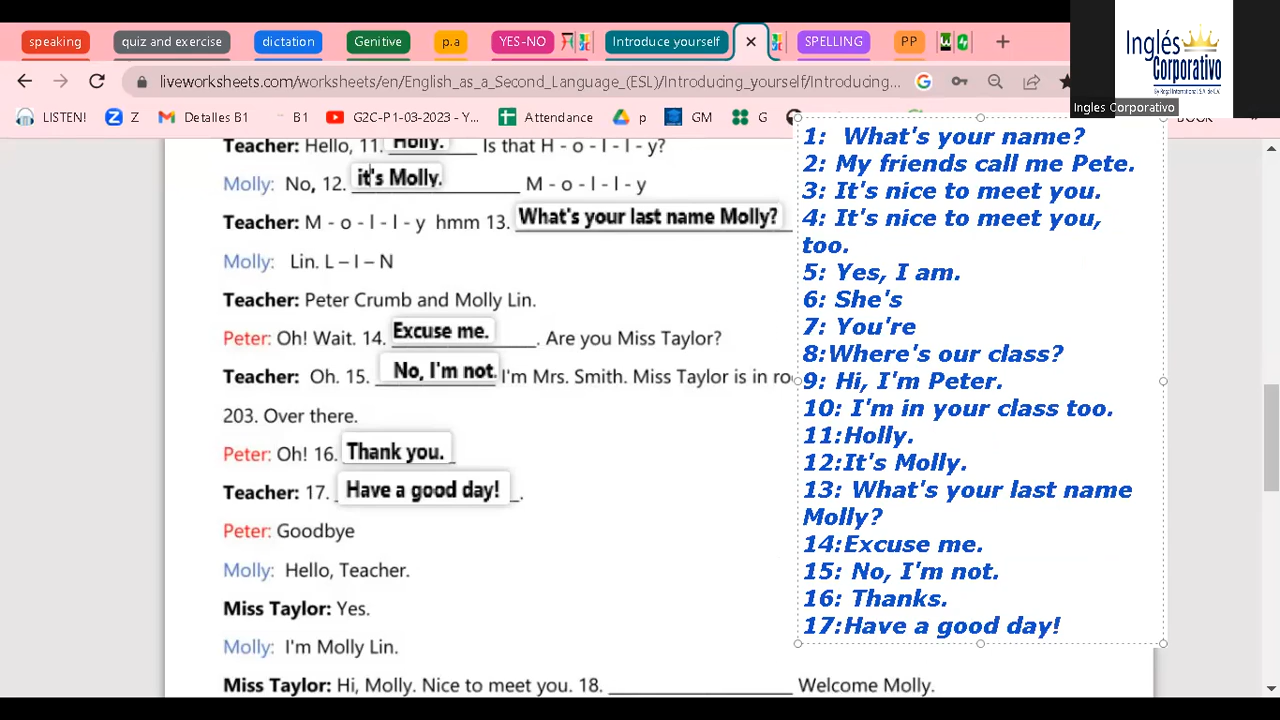 speaking quiz and exercise dictation Genitive p.a YES-NO Introduce yourself SPELLING PP
liveworksheets.com/worksheets/en/English_as_a_Second_Language_(ESL)/Introducing_yourself/Introducing...
LISTEN! Z Detalles B1 B1 G2C-P1-03-2023- Y... Attendance p GM G
Inglés
Corporativo
Ingles Corporativo
Teacher: Hello, 11. Holly. Is that H - o - l - l - y?
Molly: No, 12. it's Molly. M - o - l - l - y
Teacher: M - o - l - l - y hmm 13. What's your last name Molly?
Molly: Lin. L – I – N
Teacher: Peter Crumb and Molly Lin.
Peter: Oh! Wait. 14. Excuse me. . Are you Miss Taylor?
Teacher: Oh. 15. No, I'm not. I'm Mrs. Smith. Miss Taylor is in ro
203. Over there.
Peter: Oh! 16. Thank you.
Teacher: 17. Have a good day! .
Peter: Goodbye
Molly: Hello, Teacher.
Miss Taylor: Yes.
Molly: I'm Molly Lin.
Miss Taylor: Hi, Molly. Nice to meet you. 18. ____________________ Welcome Molly.
1: What's your name?
2: My friends call me Pete.
3: It's nice to meet you.
4: It's nice to meet you,
too.
5: Yes, I am.
6: She's
7: You're
8:Where's our class?
9: Hi, I'm Peter.
10: I'm in your class too.
11:Holly.
12:It's Molly.
13: What's your last name
Molly?
14:Excuse me.
15: No, I'm not.
16: Thanks.
17:Have a good day!